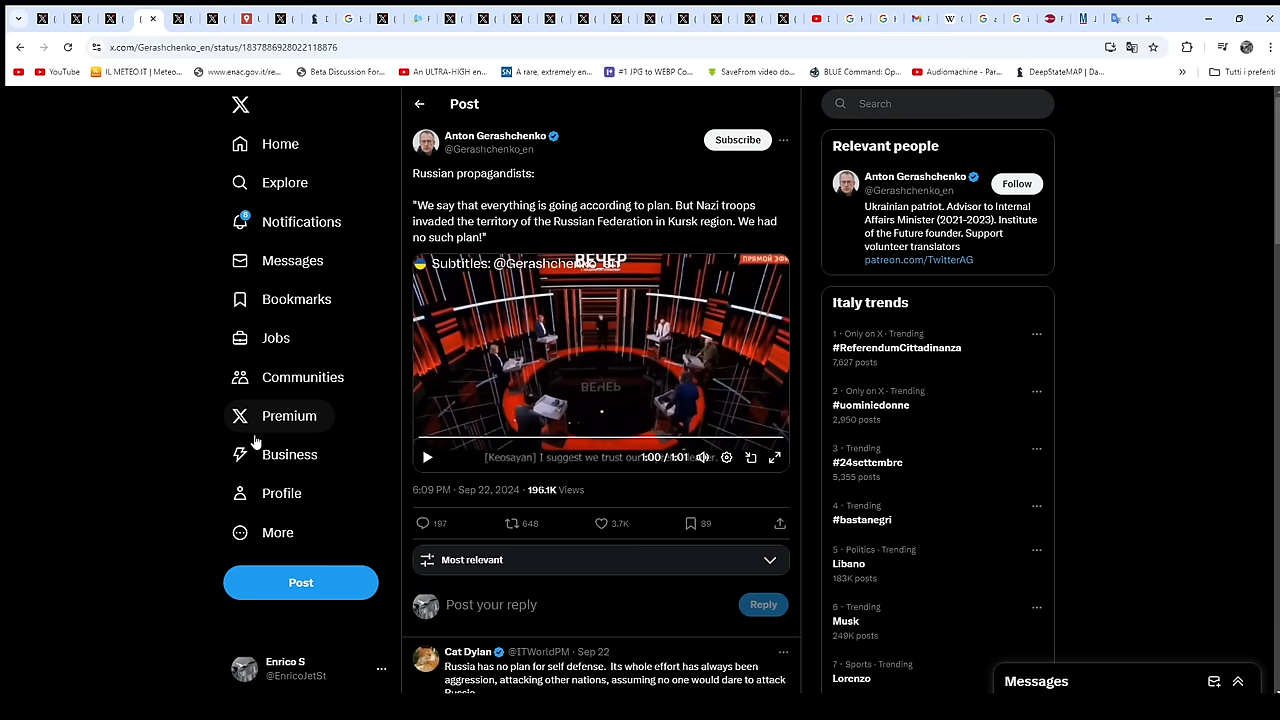 x.com/Gerashchenko_en/status/1837886928022118876
YouTube
IL METEO.IT | Meteo...
www.enac.gov.it/re...
Beta Discussion For...
An ULTRA-HIGH en...
A rare, extremely en...
#1 JPG to WEBP Co...
SaveFrom video do...
BLUE Command: Op...
Audiomachine - Par...
DeepStateMAP | Da...
Tutti i preferiti
Home
Explore
8
Notifications
Messages
Bookmarks
Jobs
Communities
Premium
Business
Profile
More
Post
Enrico S
@EnricoJetSt
Post
Anton Gerashchenko
@Gerashchenko_en
Subscribe
Russian propagandists:
"We say that everything is going according to plan. But Nazi troops
invaded the territory of the Russian Federation in Kursk region. We had
no such plan!"
Subtitles: @Gerashchenko_en
ВЕЧЕР
ПРЯМОЙ ЭФИ
ВЕЧЕР
[Keosayan] I suggest we trust our
1:00 / 1:01
6:09 PM · Sep 22, 2024 · 196.1K Views
197
648
3.7K
89
Most relevant
Post your reply
Reply
Cat Dylan @ITWorldPM · Sep 22
Russia has no plan for self defense. Its whole effort has always been
aggression, attacking other nations, assuming no one would dare to attack
Russia
Search
Relevant people
Anton Gerashchenko
@Gerashchenko_en
Follow
Ukrainian patriot. Advisor to Internal
Affairs Minister (2021-2023). Institute
of the Future founder. Support
volunteer translators
patreon.com/TwitterAG
Italy trends
1 · Only on X · Trending
#ReferendumCittadinanza
7,627 posts
2 · Only on X · Trending
#uominiedonne
2,950 posts
3 · Trending
#24settembre
5,355 posts
4 · Trending
#bastanegri
5 · Politics · Trending
Libano
183K posts
6 · Trending
Musk
249K posts
7 · Sports · Trending
Lorenzo
Messages